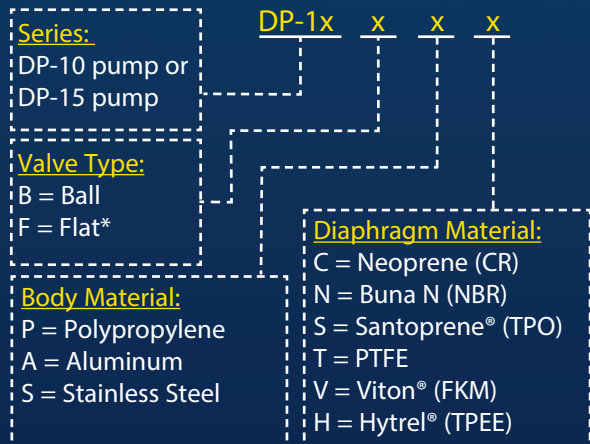 DP-1x x x x
Series:
DP-10 pump or
DP-15 pump
Valve Type:
B = Ball
F = Flat*
Body Material:
P = Polypropylene
A = Aluminum
S = Stainless Steel
Diaphragm Material:
C = Neoprene (CR)
N = Buna N (NBR)
S = Santoprene® (TPO)
T = PTFE
V = Viton® (FKM)
H = Hytrel® (TPEE)